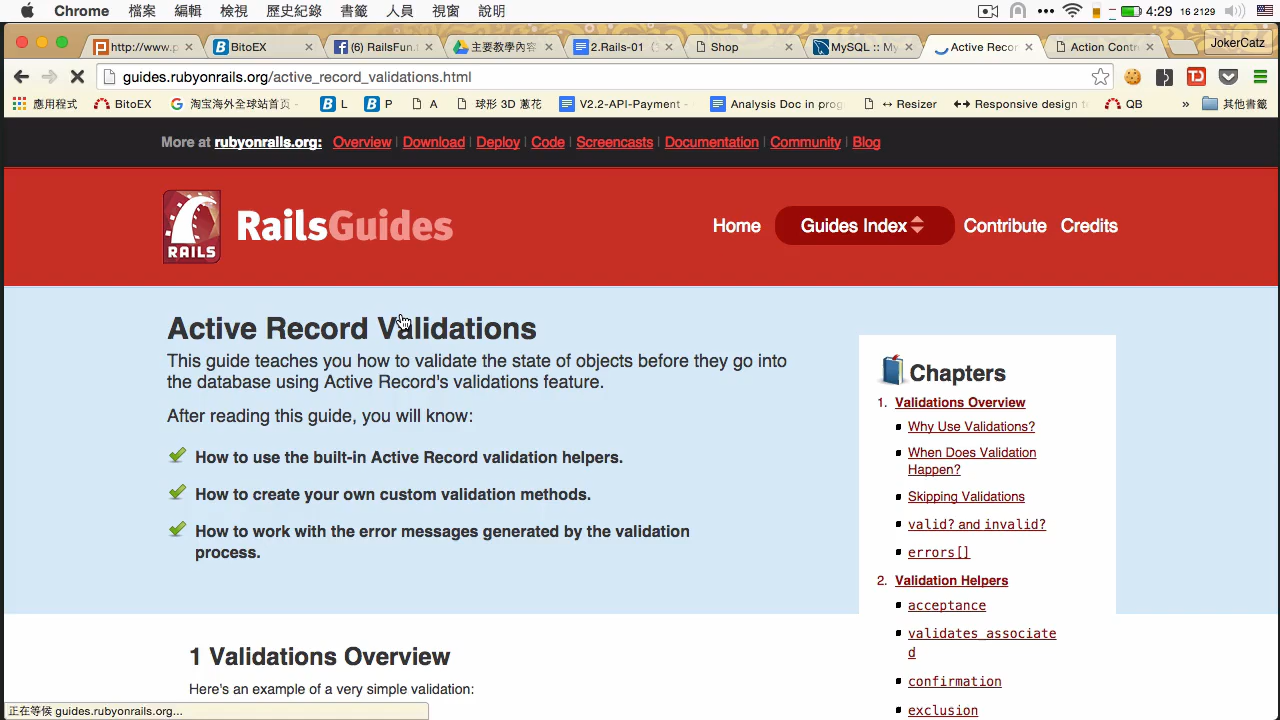 Chrome 檔案 編輯 檢視 歷史紀錄 書籤 人員 視窗 說明 4:29 16 2129
http://www.p BitoEX (6) RailsFun.t 主要教學內容 2.Rails-01 Shop MySQL :: My Active Recor Action Contr JokerCatz
guides.rubyonrails.org/active_record_validations.html
應用程式 BitoEX 淘宝海外全球站首页 - L P A 球形 3D 蔥花 V2.2-API-Payment - Analysis Doc in prog Resizer Responsive design t QB » 其他書籤
More at rubyonrails.org: Overview | Download | Deploy | Code | Screencasts | Documentation | Community | Blog
RAILS
RailsGuides
Home Guides Index Contribute Credits
Active Record Validations
This guide teaches you how to validate the state of objects before they go into
the database using Active Record's validations feature.
After reading this guide, you will know:
How to use the built-in Active Record validation helpers.
How to create your own custom validation methods.
How to work with the error messages generated by the validation
process.
Chapters
1. Validations Overview
Why Use Validations?
When Does Validation
Happen?
Skipping Validations
valid? and invalid?
errors[]
2. Validation Helpers
acceptance
validates_associate
d
confirmation
exclusion
1 Validations Overview
Here's an example of a very simple validation:
正在等候 guides.rubyonrails.org...